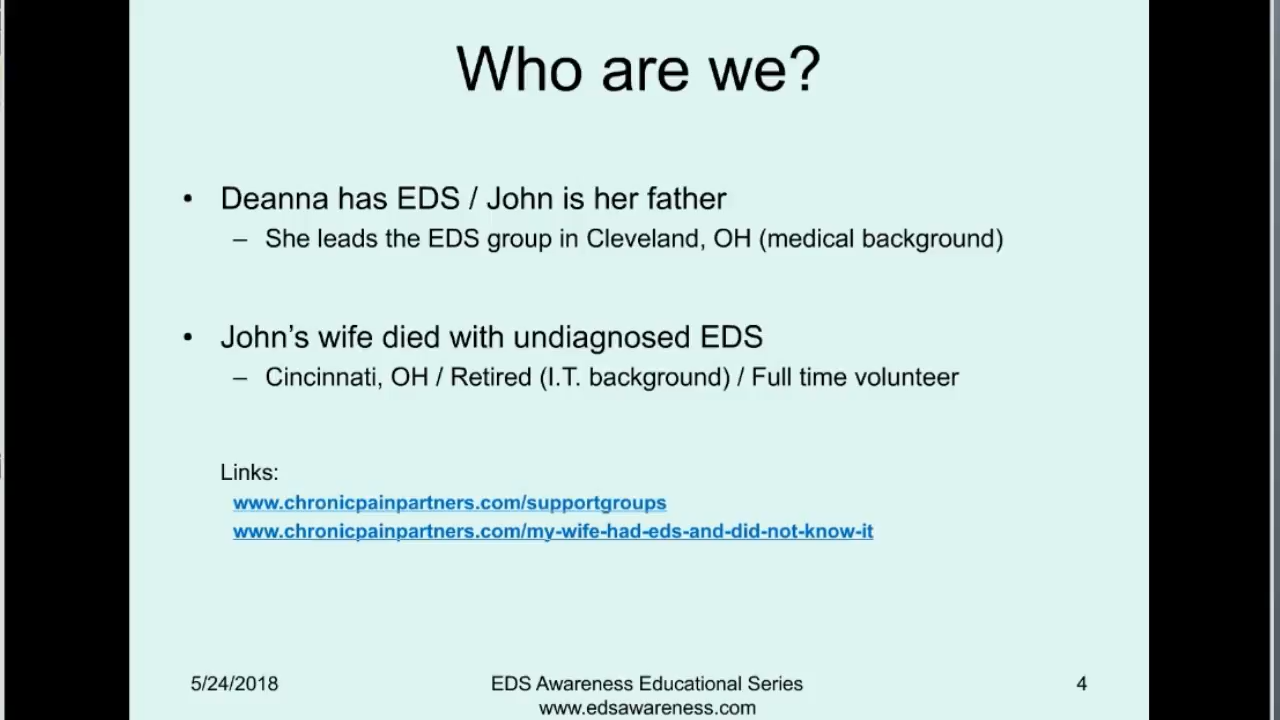 Who are we?
• Deanna has EDS / John is her father
– She leads the EDS group in Cleveland, OH (medical background)
• John’s wife died with undiagnosed EDS
– Cincinnati, OH / Retired (I.T. background) / Full time volunteer
Links:
www.chronicpainpartners.com/supportgroups
www.chronicpainpartners.com/my-wife-had-eds-and-did-not-know-it
5/24/2018 EDS Awareness Educational Series 4
www.edsawareness.com